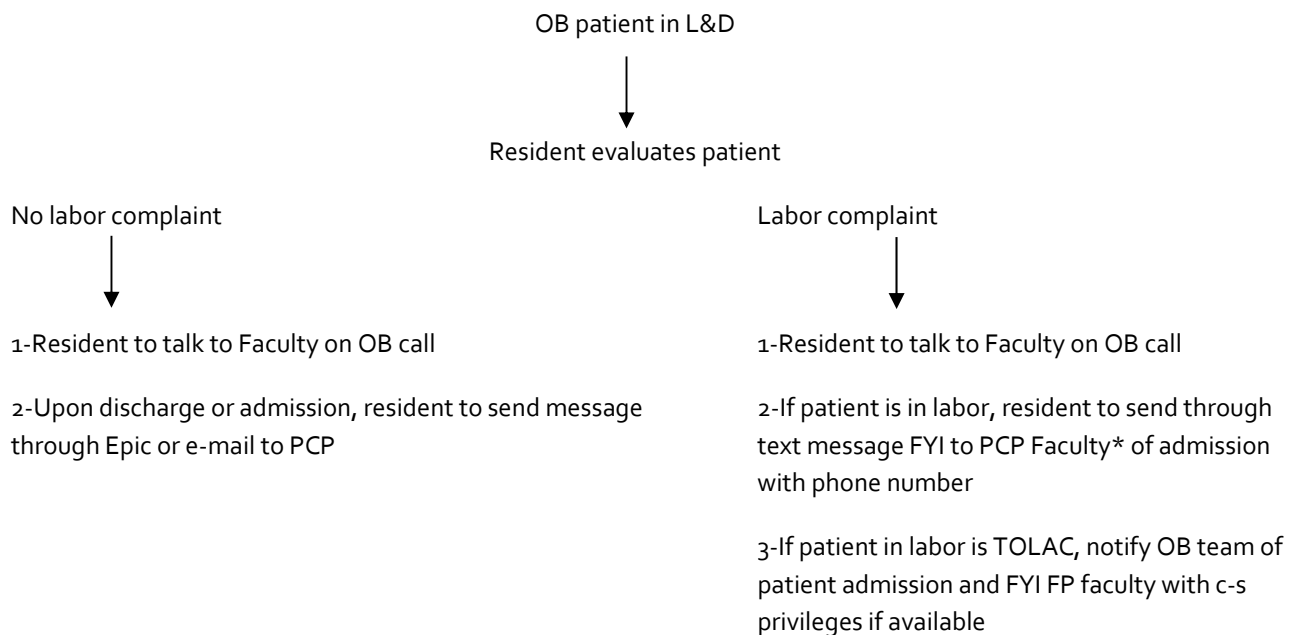 OB patient in L&D
Resident evaluates patient
No labor complaint
1-Resident to talk to Faculty on OB call
2-Upon discharge or admission, resident to send message
through Epic or e-mail to PCP
Labor complaint
1-Resident to talk to Faculty on OB call
2-If patient is in labor, resident to send through
text message FYI to PCP Faculty* of admission
with phone number
3-If patient in labor is TOLAC, notify OB team of
patient admission and FYI FP faculty with c-s
privileges if available